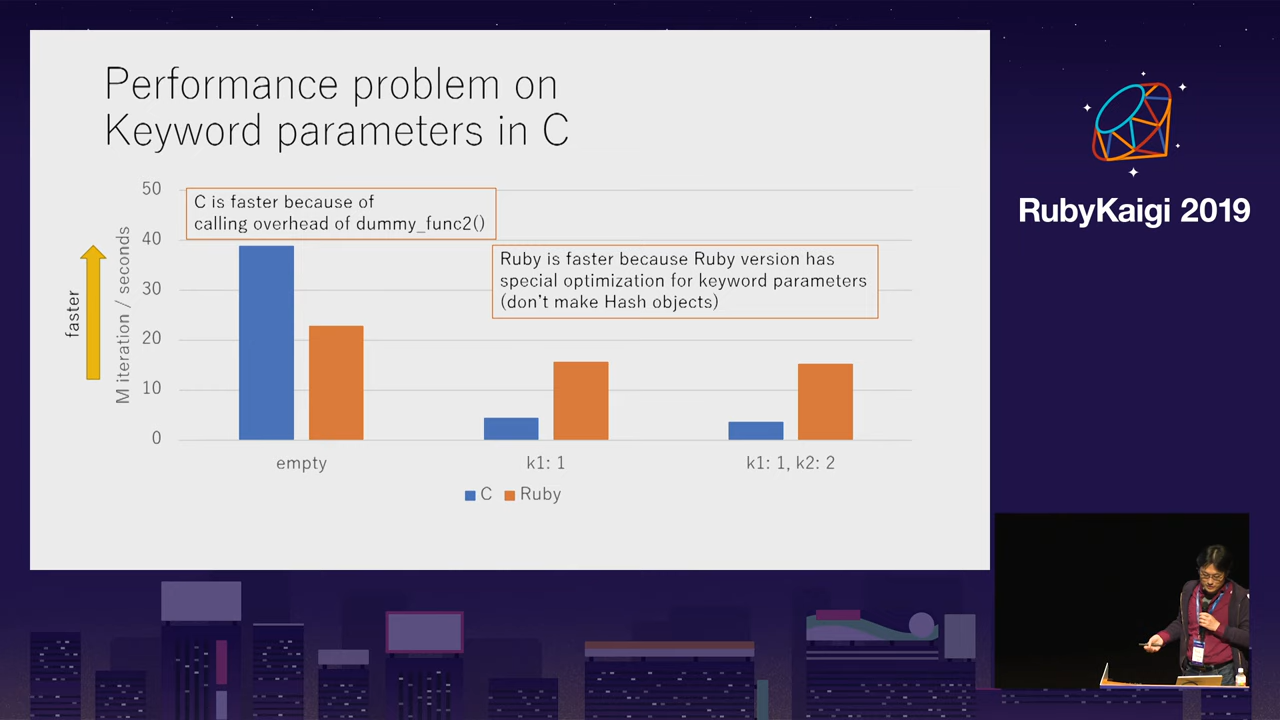 Performance problem on
Keyword parameters in C
50
40
30
20
10
0
M iteration / seconds
faster
C is faster because of
calling overhead of dummy_func2()
Ruby is faster because Ruby version has
special optimization for keyword parameters
(don't make Hash objects)
empty
k1: 1
k1: 1, k2: 2
C
Ruby
RubyKaigi 2019